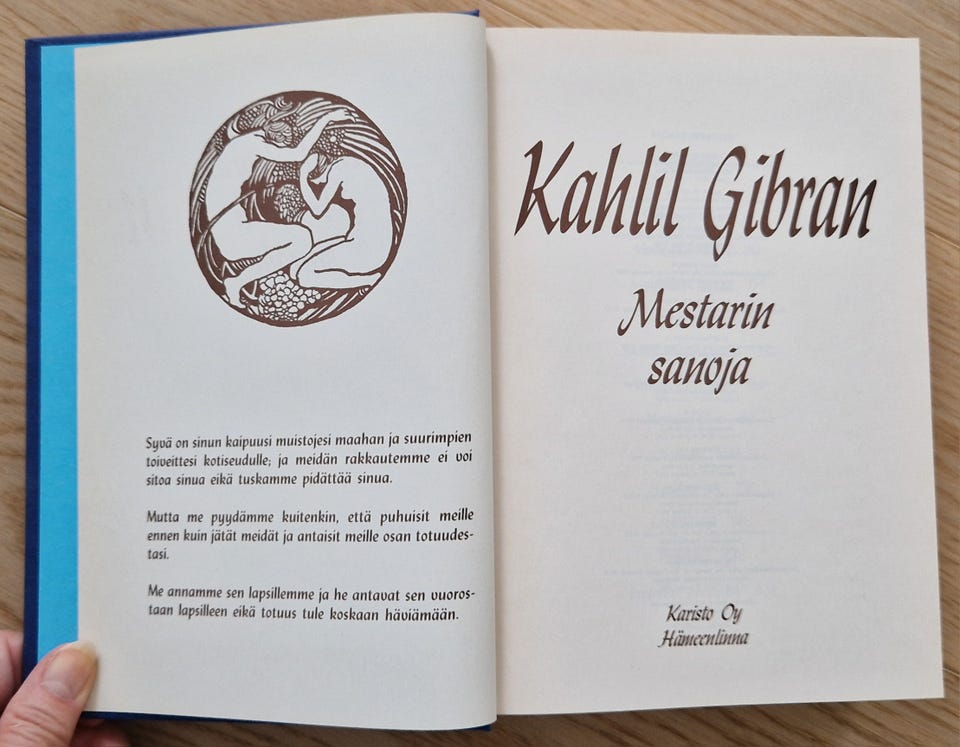 Syvä on sinun kaipuusi muistojesi maahan ja suurimpien
toiveittesi kotiseudulle; ja meidän rakkautemme ei voi
sitoa sinua eikä tuskamme pidättää sinua.
Mutta me pyydämme kuitenkin, että puhuisit meille
ennen kuin jätät meidät ja antaisit meille osan totuudes-
tasi.
Me annamme sen lapsillemme ja he antavat sen vuoros-
taan lapsilleen eikä totuus tule koskaan häviämään.
Kahlil Gibran
Mestarin
sanoja
Karisto Oy
Hämeenlinna